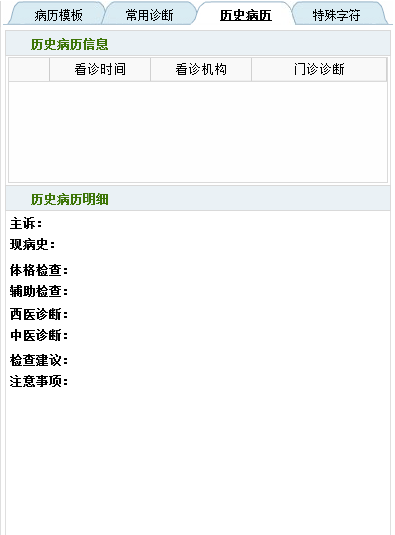 病历模板 常用诊断 历史病历 特殊字符
历史病历信息
看诊时间 看诊机构 门诊诊断
历史病历明细
主诉：
现病史：
体格检查：
辅助检查：
西医诊断：
中医诊断：
检查建议：
注意事项：